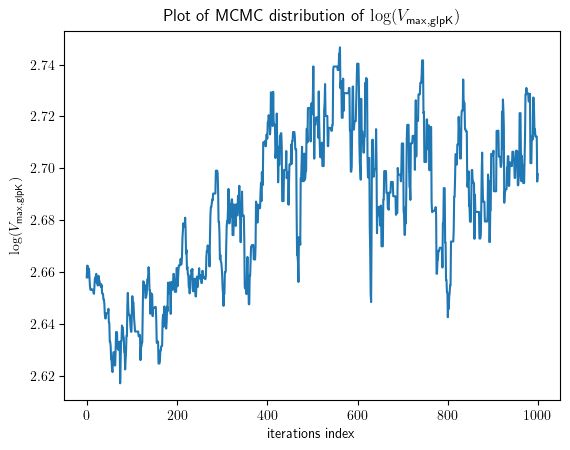 Plot of MCMC distribution of log(V_max,glpK)
log(V_max,glpK)
2.74
2.72
2.70
2.68
2.66
2.64
2.62
0 200 400 600 800 1000
iterations index